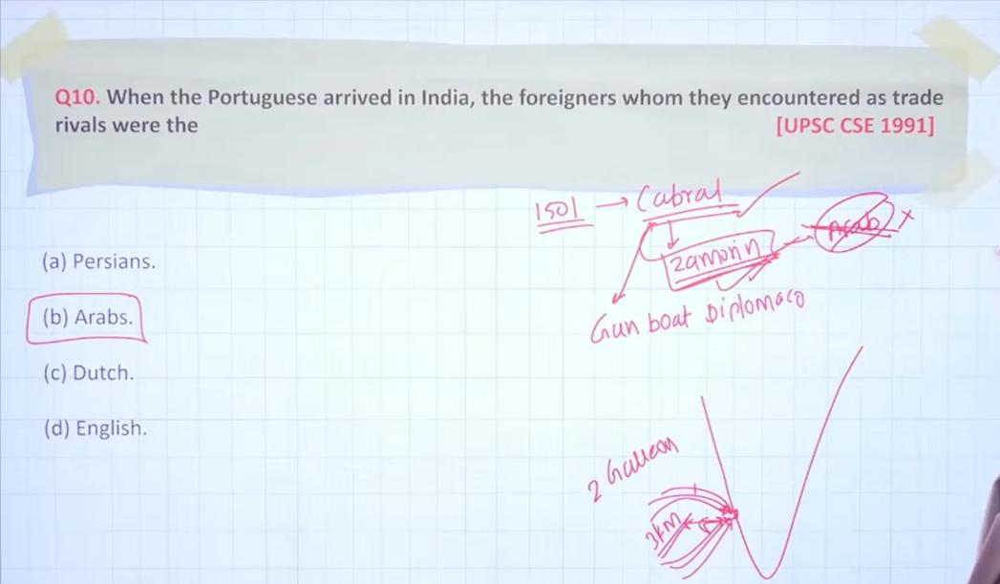 Q10. When the Portuguese arrived in India, the foreigners whom they encountered as trade
rivals were the [UPSC CSE 1991]
1501 → Cabral
Arab x
Zamorin
Gun boat Diplomacy
(a) Persians.
(b) Arabs.
(c) Dutch.
(d) English.
2 Galleon
3km